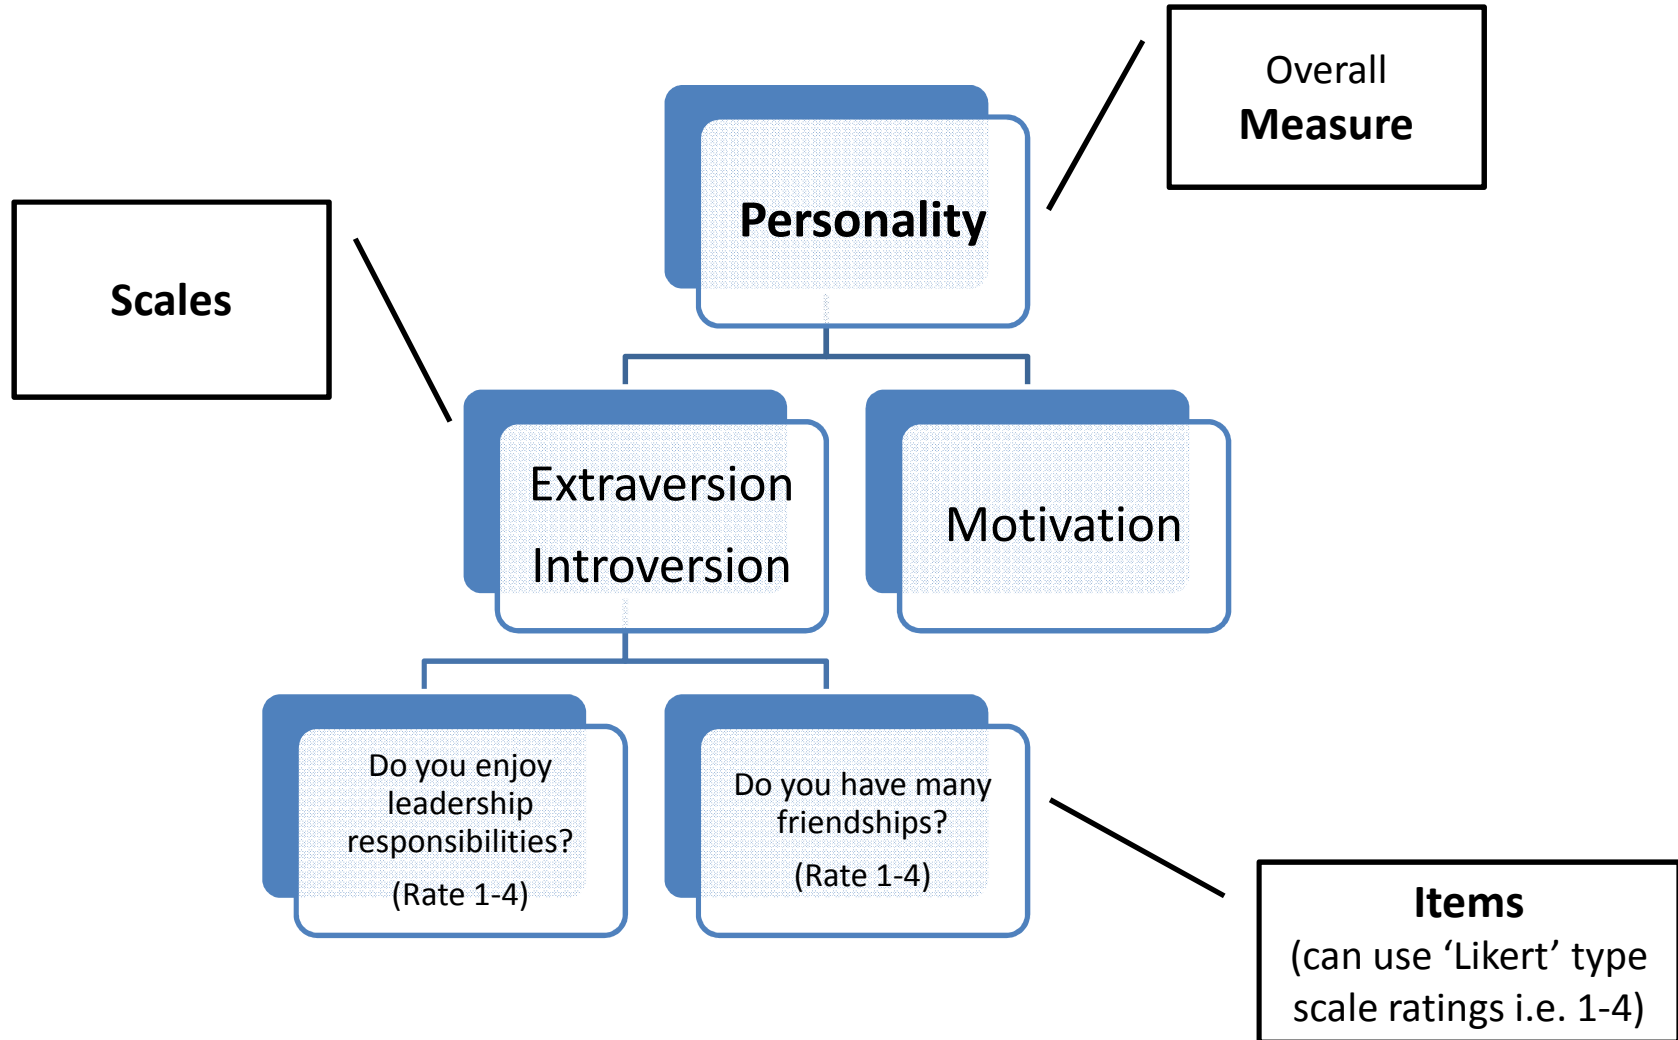 Overall
Measure
Personality
Scales
Extraversion
Introversion
Motivation
Do you enjoy
leadership
responsibilities?
(Rate 1-4)
Do you have many
friendships?
(Rate 1-4)
Items
(can use ‘Likert’ type
scale ratings i.e. 1-4)